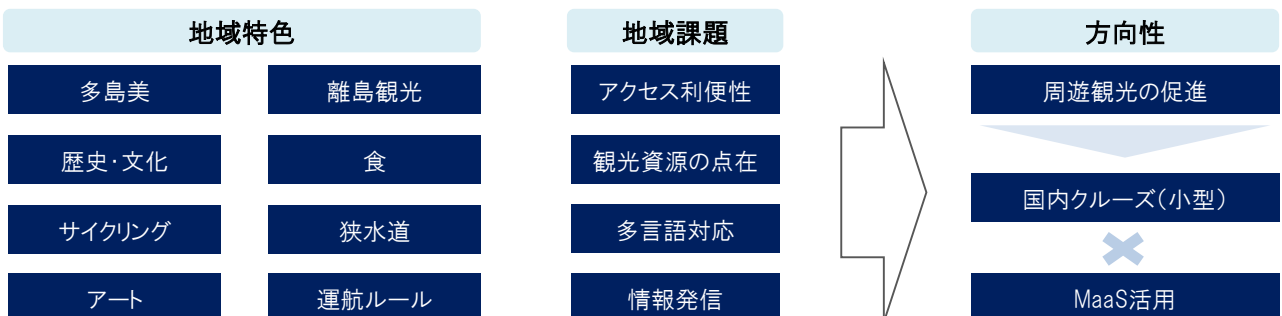 地域特色
多島美
離島観光
歴史・文化
食
サイクリング
狭水道
アート
運航ルール
地域課題
アクセス利便性
観光資源の点在
多言語対応
情報発信
方向性
周遊観光の促進
国内クルーズ（小型）
MaaS活用